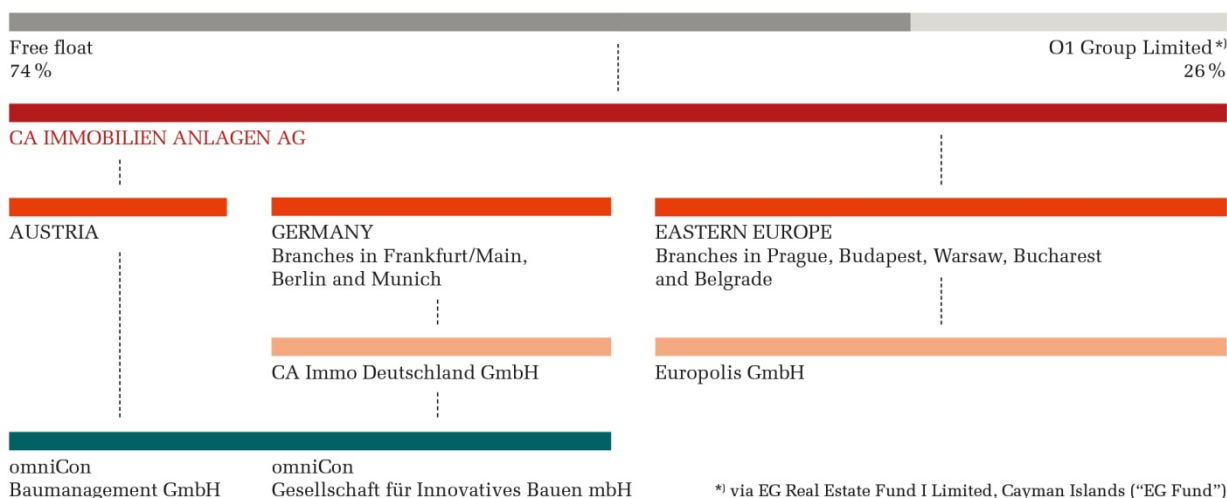 Free float
74 %
O1 Group Limited *)
26 %
CA IMMOBILIEN ANLAGEN AG
AUSTRIA
GERMANY
Branches in Frankfurt/Main,
Berlin and Munich
EASTERN EUROPE
Branches in Prague, Budapest, Warsaw, Bucharest
and Belgrade
CA Immo Deutschland GmbH
Europolis GmbH
omniCon
Baumanagement GmbH
omniCon
Gesellschaft für Innovatives Bauen mbH
*) via EG Real Estate Fund I Limited, Cayman Islands (“EG Fund”)